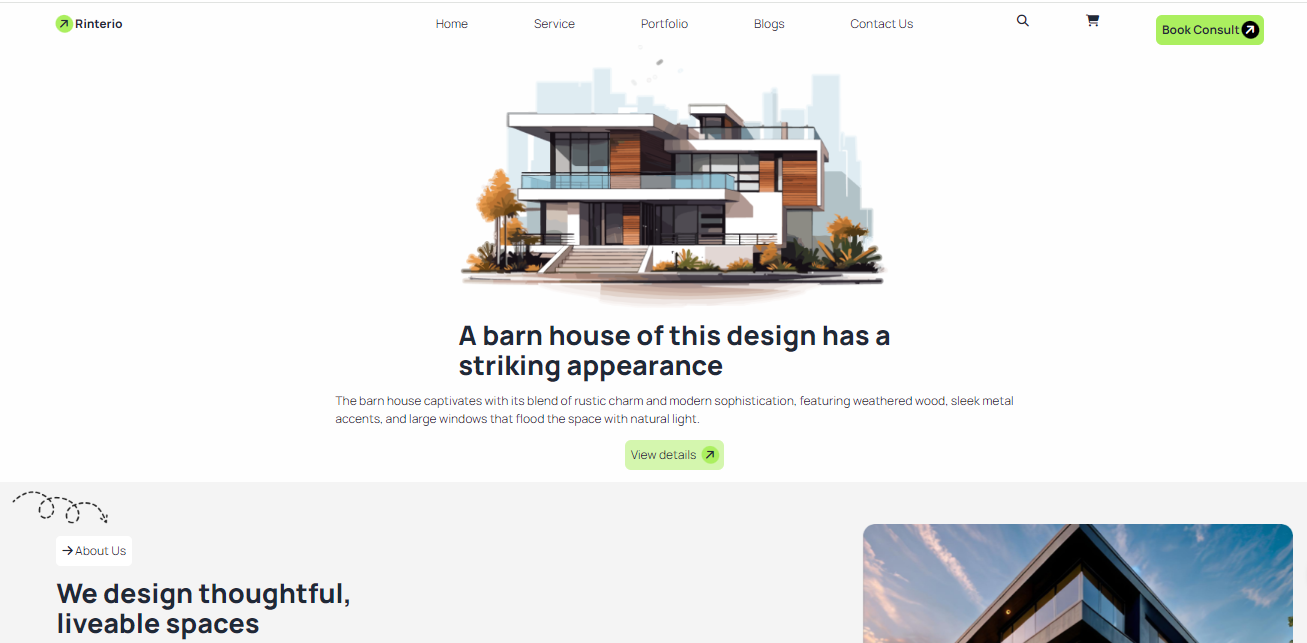 Rinterio
Home
Service
Portfolio
Blogs
Contact Us
Book Consult
A barn house of this design has a
striking appearance
The barn house captivates with its blend of rustic charm and modern sophistication, featuring weathered wood, sleek metal
accents, and large windows that flood the space with natural light.
View details
About Us
We design thoughtful,
liveable spaces